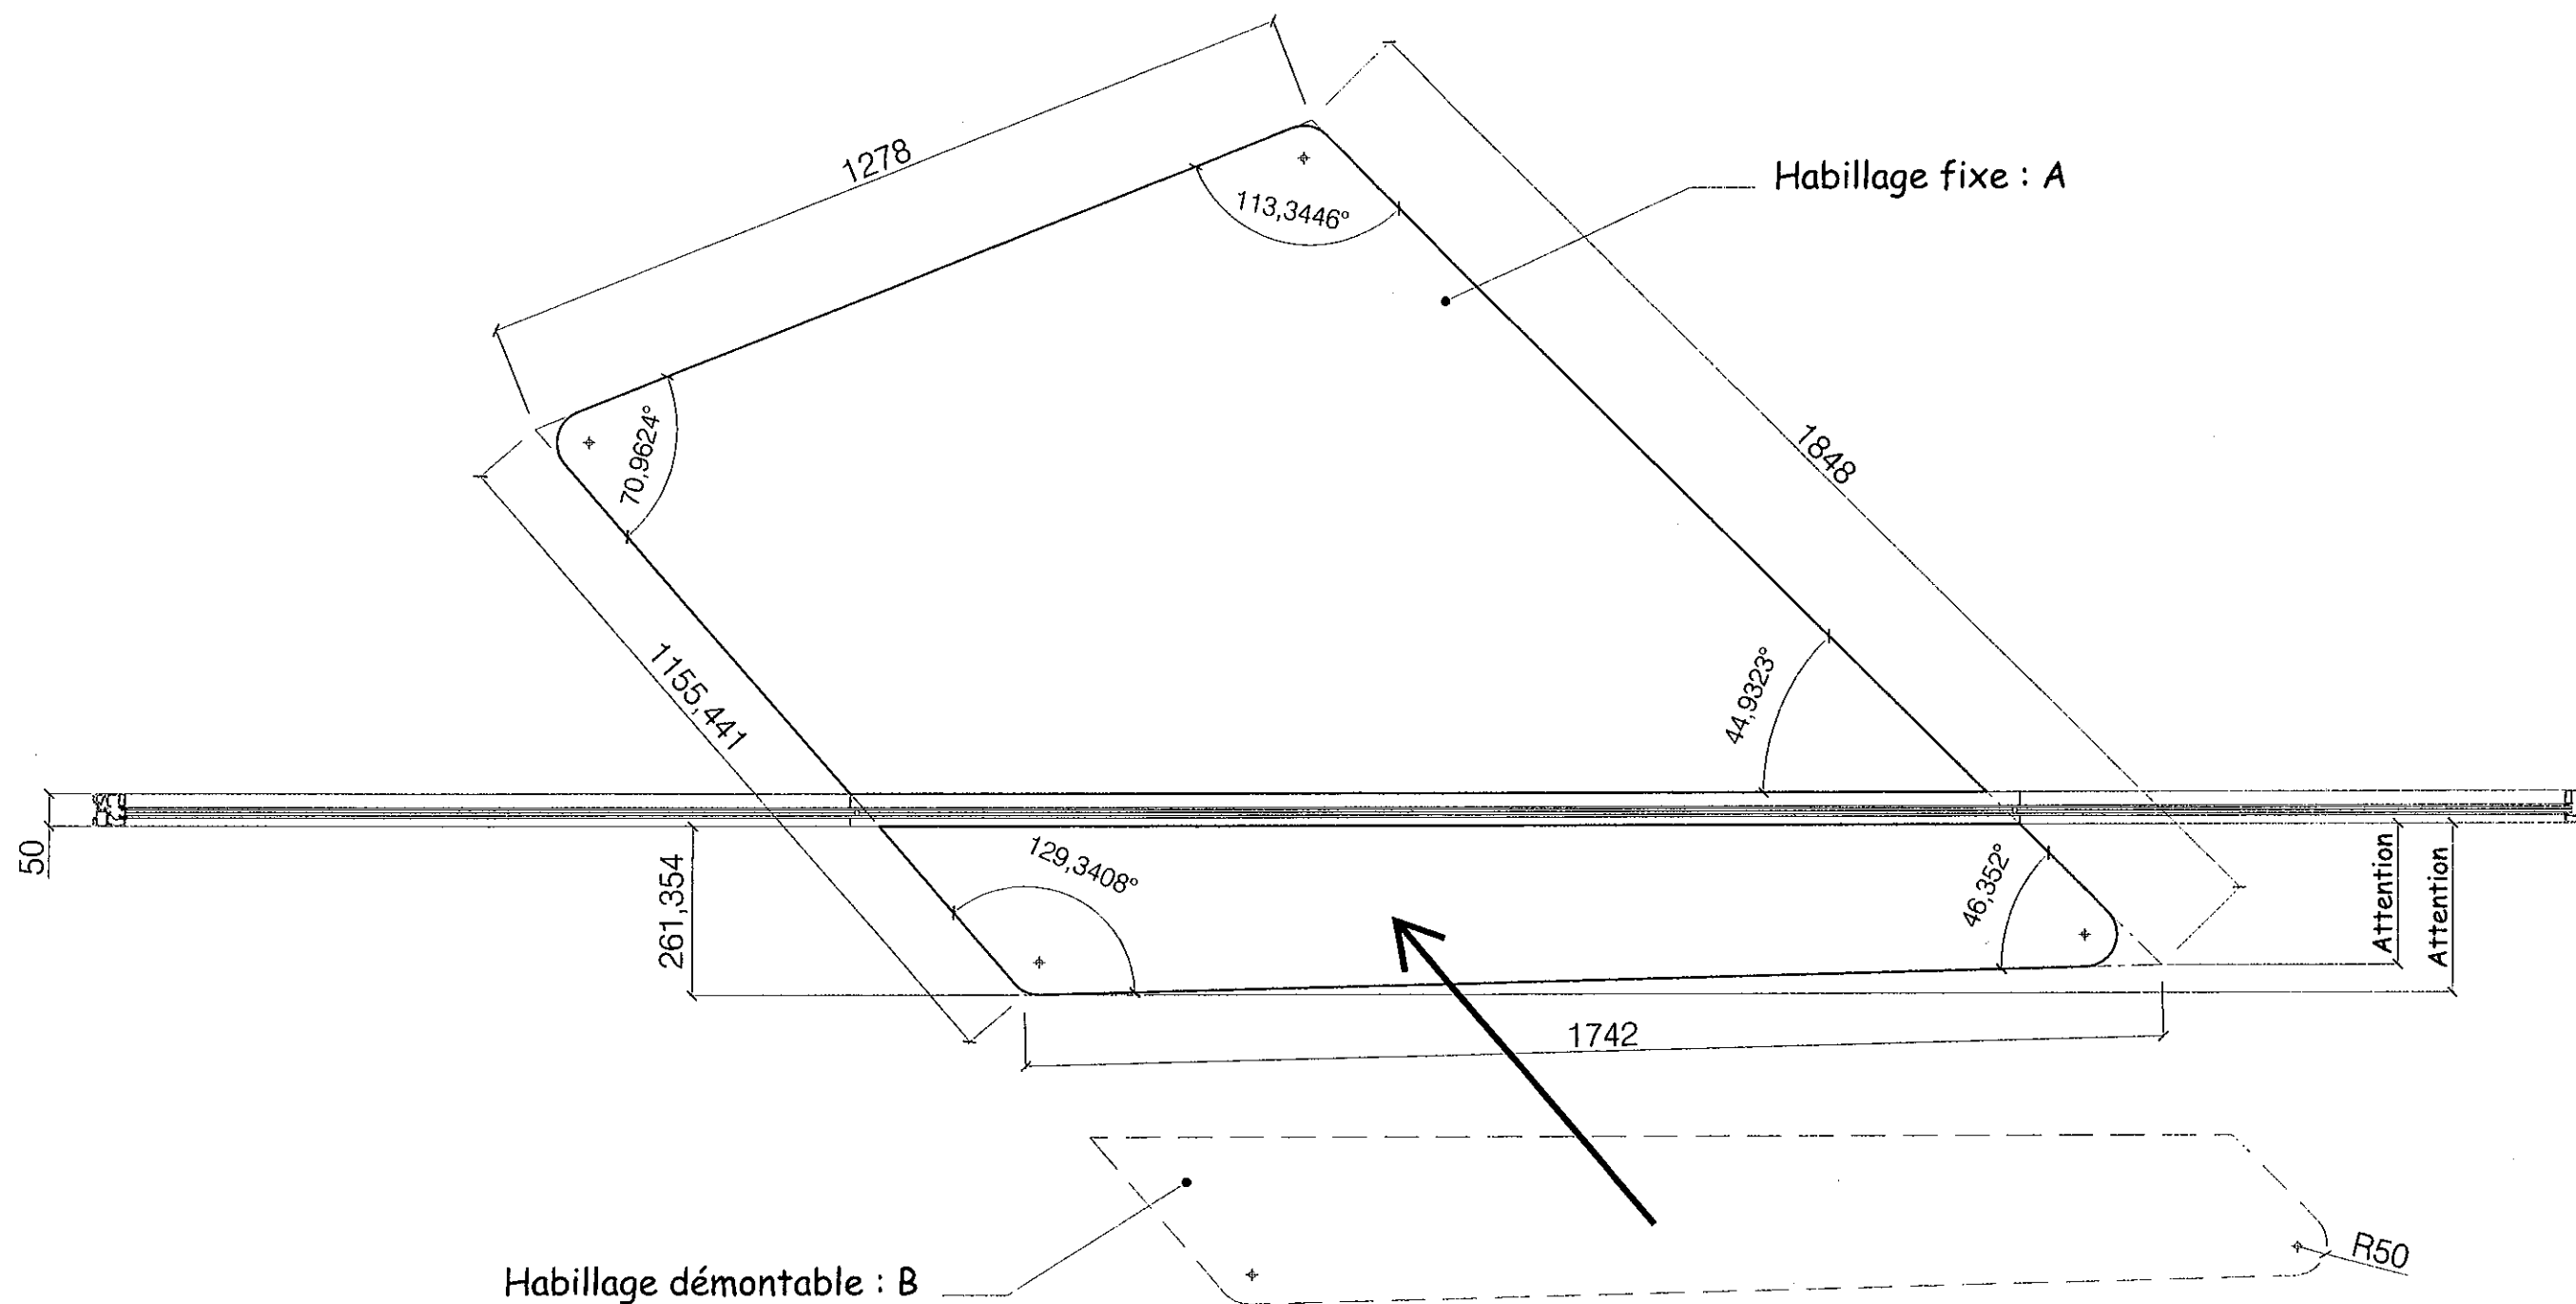 1278
113,3446°
Habillage fixe : A
70,9624°
1848
1155,441
44,9323°
50
261,354
129,3408°
46,352°
Attention
Attention
1742
Habillage démontable : B
R50